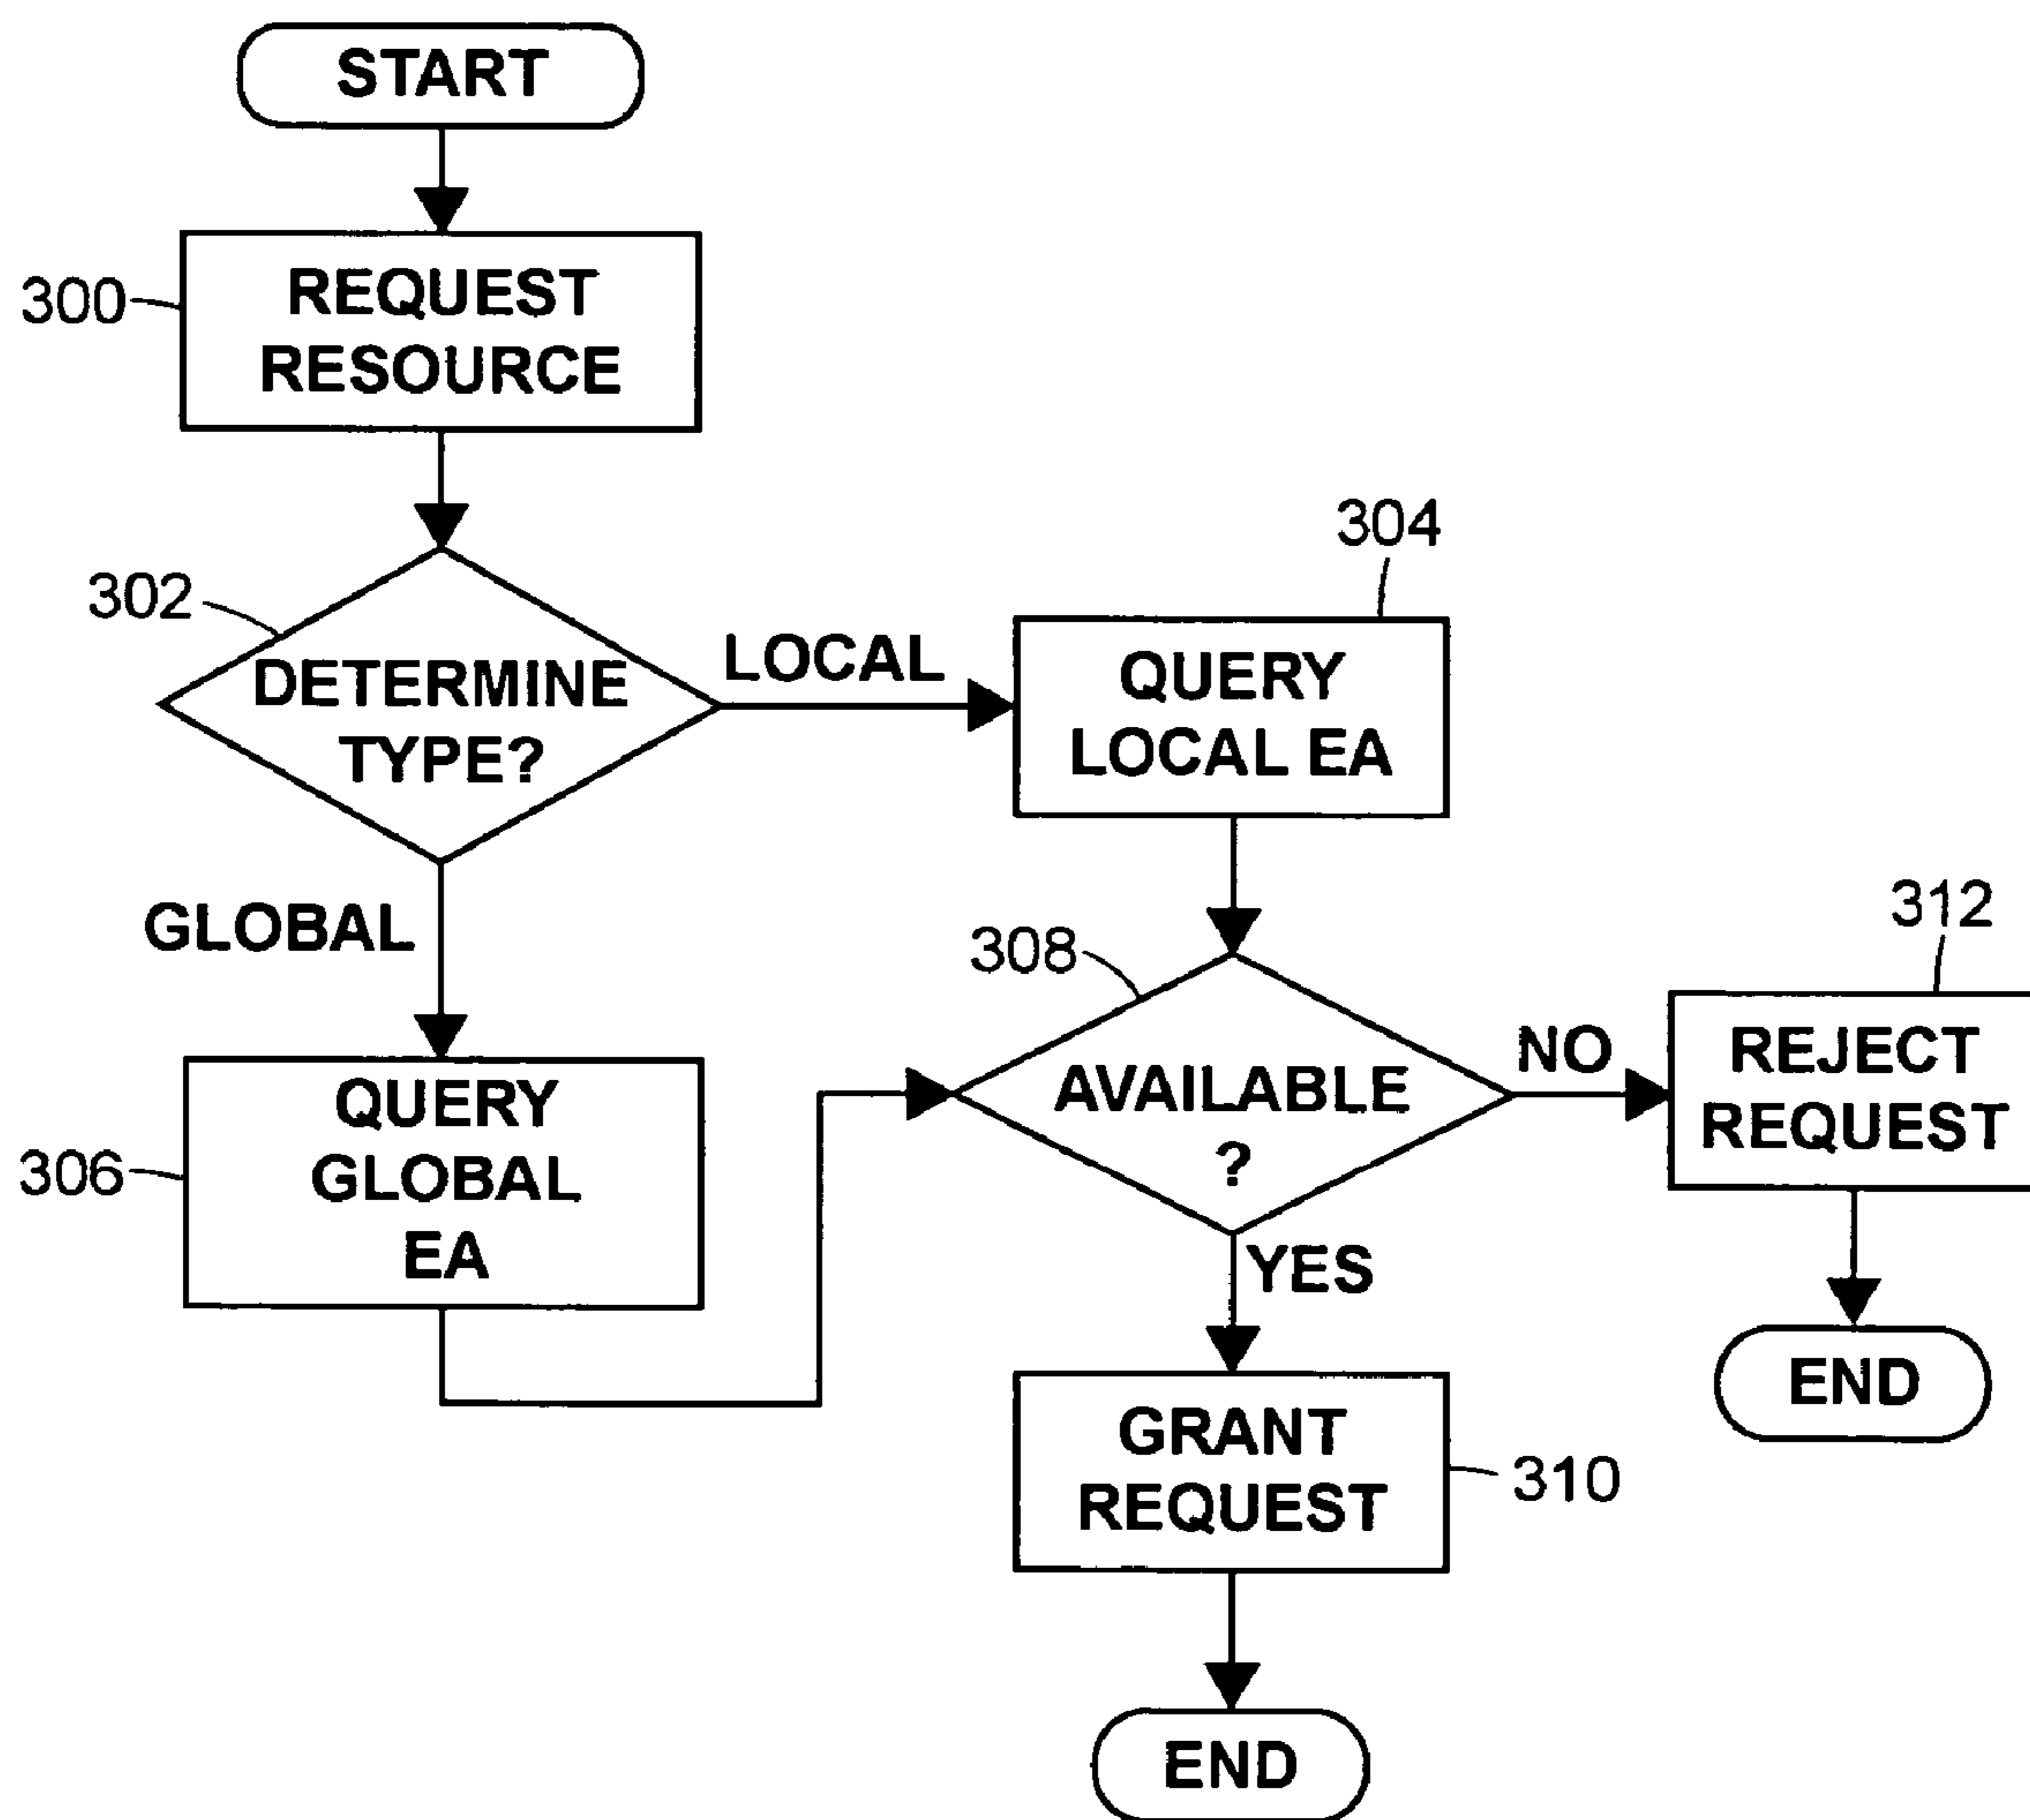 START
300
REQUEST
RESOURCE
302
DETERMINE
TYPE?
LOCAL
304
QUERY
LOCAL EA
GLOBAL
306
QUERY
GLOBAL
EA
308
AVAILABLE
?
NO
312
REJECT
REQUEST
END
YES
GRANT
REQUEST
310
END